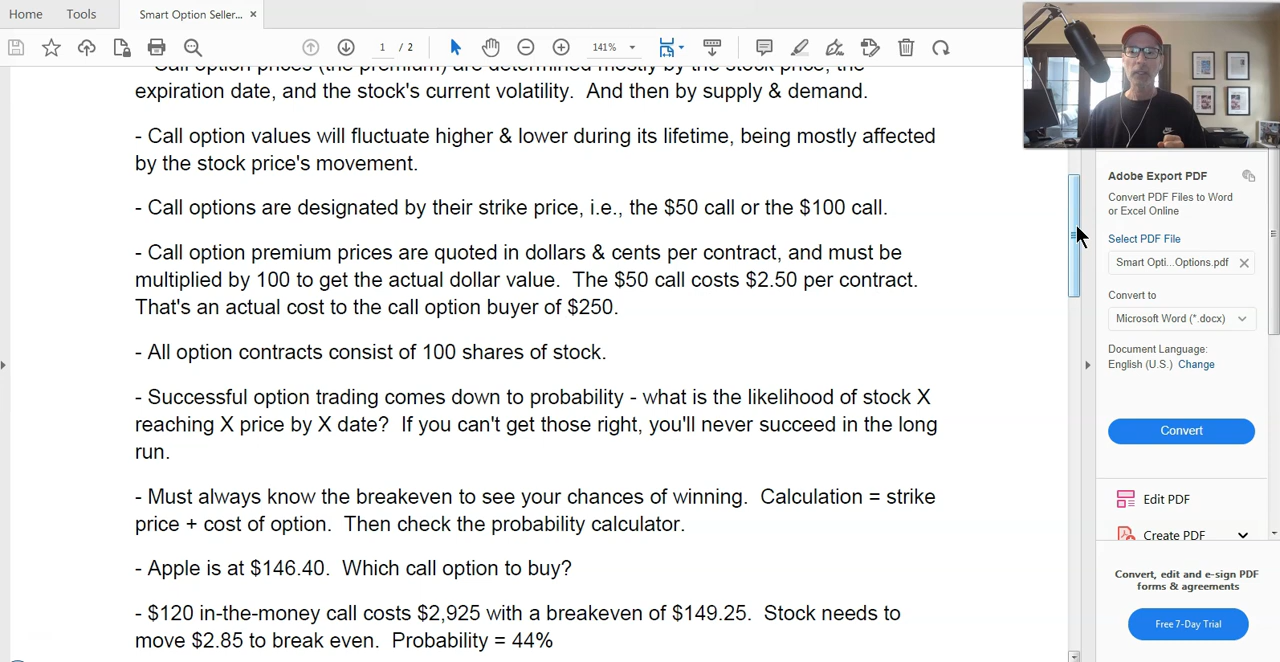 Home
Tools
Smart Option Seller...
1 / 2
141%
- Call option prices (the premium) are determined mostly by the stock price, the
expiration date, and the stock's current volatility.  And then by supply & demand.
- Call option values will fluctuate higher & lower during its lifetime, being mostly affected
by the stock price's movement.
- Call options are designated by their strike price, i.e., the $50 call or the $100 call.
- Call option premium prices are quoted in dollars & cents per contract, and must be
multiplied by 100 to get the actual dollar value.  The $50 call costs $2.50 per contract.
That's an actual cost to the call option buyer of $250.
- All option contracts consist of 100 shares of stock.
- Successful option trading comes down to probability - what is the likelihood of stock X
reaching X price by X date?  If you can't get those right, you'll never succeed in the long
run.
- Must always know the breakeven to see your chances of winning.  Calculation = strike
price + cost of option.  Then check the probability calculator.
- Apple is at $146.40.  Which call option to buy?
- $120 in-the-money call costs $2,925 with a breakeven of $149.25.  Stock needs to
move $2.85 to break even.  Probability = 44%
Adobe Export PDF
Convert PDF Files to Word
or Excel Online
Select PDF File
Smart Opti...Options.pdf
Convert to
Microsoft Word (*.docx)
Document Language:
English (U.S.) Change
Convert
Edit PDF
Create PDF
Convert, edit and e-sign PDF
forms & agreements
Free 7-Day Trial